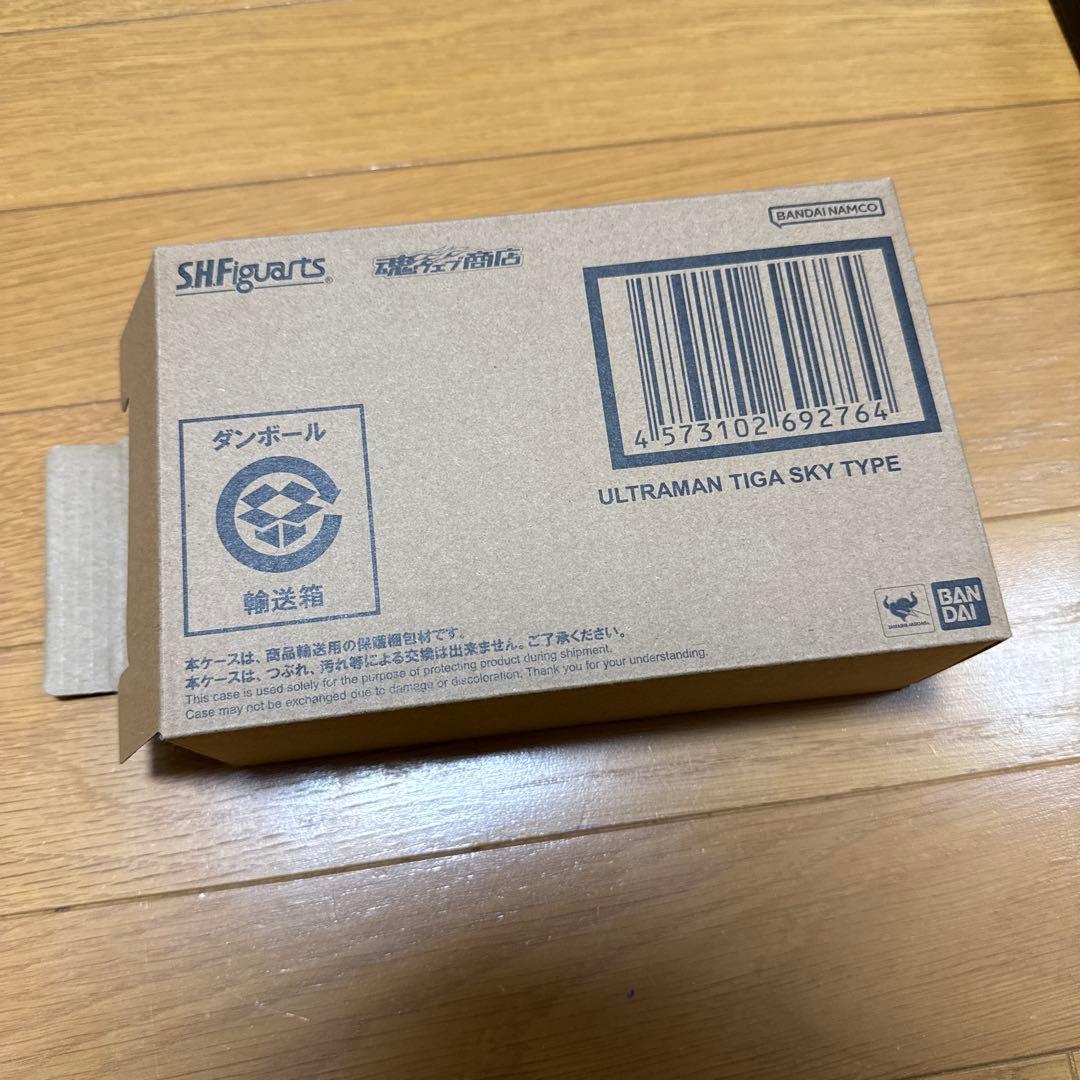 BANDAI NAMCO
S.H.Figuarts®
魂ウェブ商店
4 573102 692764
ULTRAMAN TIGA SKY TYPE
ダンボール
輸送箱
BAN
DAI
本ケースは、商品輸送用の保護梱包材です。
本ケースは、つぶれ、汚れ等による交換は出来ません。ご了承ください。
This case is used solely for the purpose of protecting product during shipment.
Case may not be exchanged due to damage or discoloration. Thank you for your understanding.